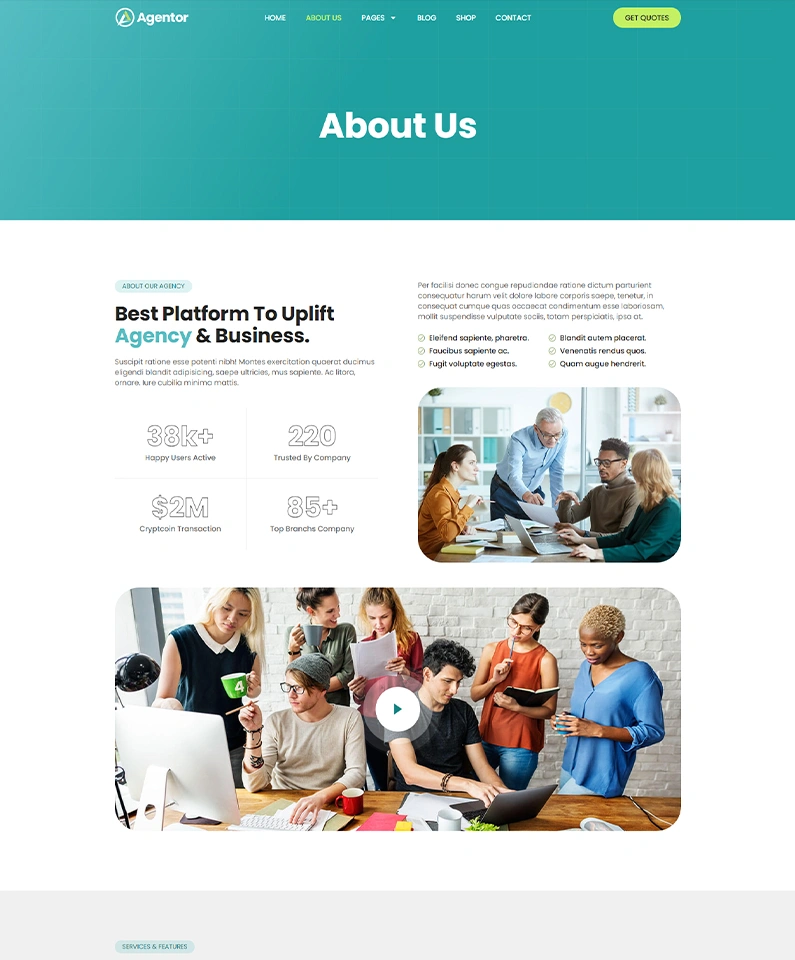 Agentor
HOME
ABOUT US
PAGES
BLOG
SHOP
CONTACT
GET QUOTES
About Us
ABOUT OUR AGENCY
Best Platform To Uplift
Agency & Business.
Suscipit ratione esse potenti nibh! Montes exercitation quaerat ducimus
eligendi blandit adipisicing, saepe ultricies, mus sapiente. Ac litora,
ornare. Iure cubilia minima mattis.
38k+
Happy Users Active
220
Trusted By Company
$2M
Cryptcoin Transaction
85+
Top Branchs Company
Per facilisi donec congue repudiandae ratione dictum parturient
consequatur harum velit dolore labore corporis saepe, tenetur, in
consequat cumque quas occaecat condimentum esse laboriosam,
mollit suspendisse vulputate sociis, totam perspiciatis, ipsa at.
Eleifend sapiente, pharetra.
Blandit autem placerat.
Faucibus sapiente ac.
Venenatis rendus quos.
Fugit voluptate egestas.
Quam augue hendrerit.
4
SERVICES & FEATURES